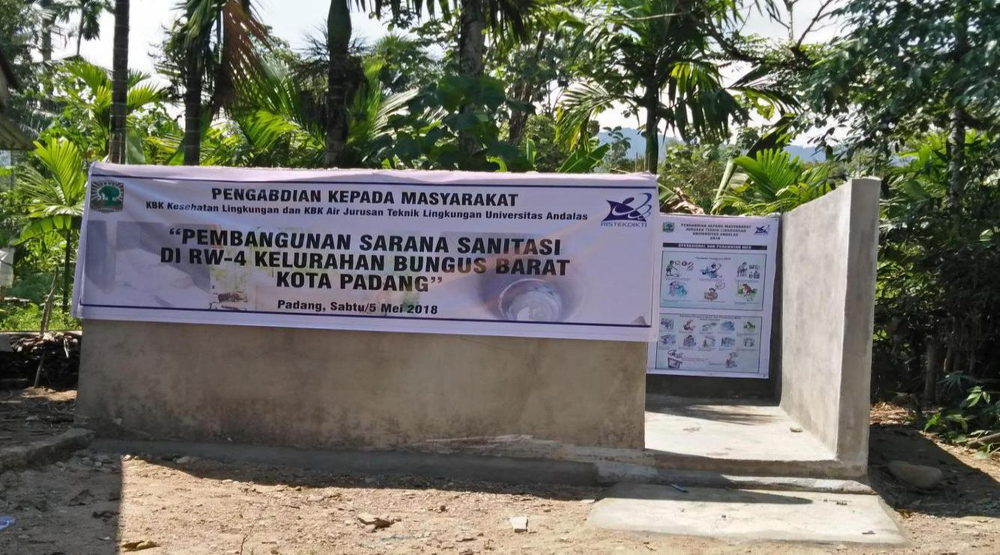 PENGABDIAN KEPADA MASYARAKAT
KBK Kesehatan Lingkungan dan KBK Air Jurusan Teknik Lingkungan Universitas Andalas
RISTEKDIKTI
“PEMBANGUNAN SARANA SANITASI
DI RW-4 KELURAHAN BUNGUS BARAT
KOTA PADANG”
Padang, Sabtu/5 Mei 2018
PENGABDIAN KEPADA MASYARAKAT
JURUSAN TEKNIK LINGKUNGAN
UNIVERSITAS ANDALAS
2018
OPERASIONAL DAN PERAWATAN MCK